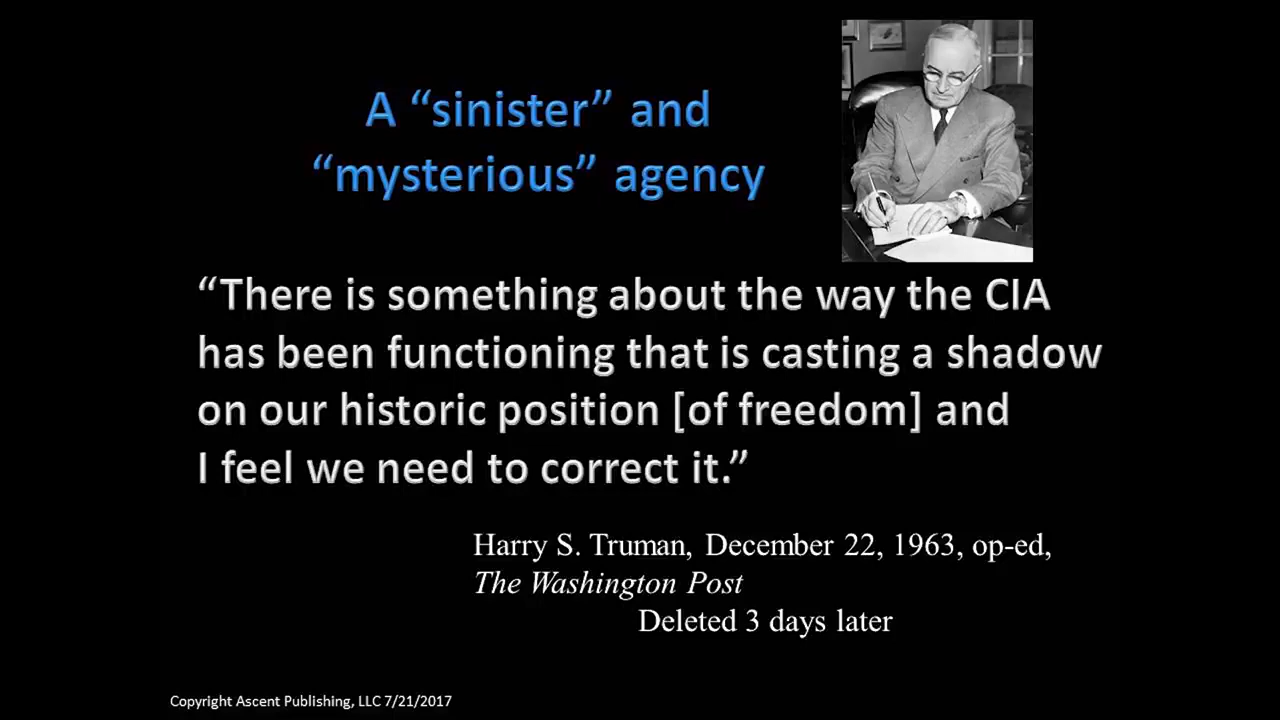 A “sinister” and
“mysterious” agency
“There is something about the way the CIA
has been functioning that is casting a shadow
on our historic position [of freedom] and
I feel we need to correct it.”
Harry S. Truman, December 22, 1963, op-ed,
The Washington Post
Deleted 3 days later
Copyright Ascent Publishing, LLC 7/21/2017